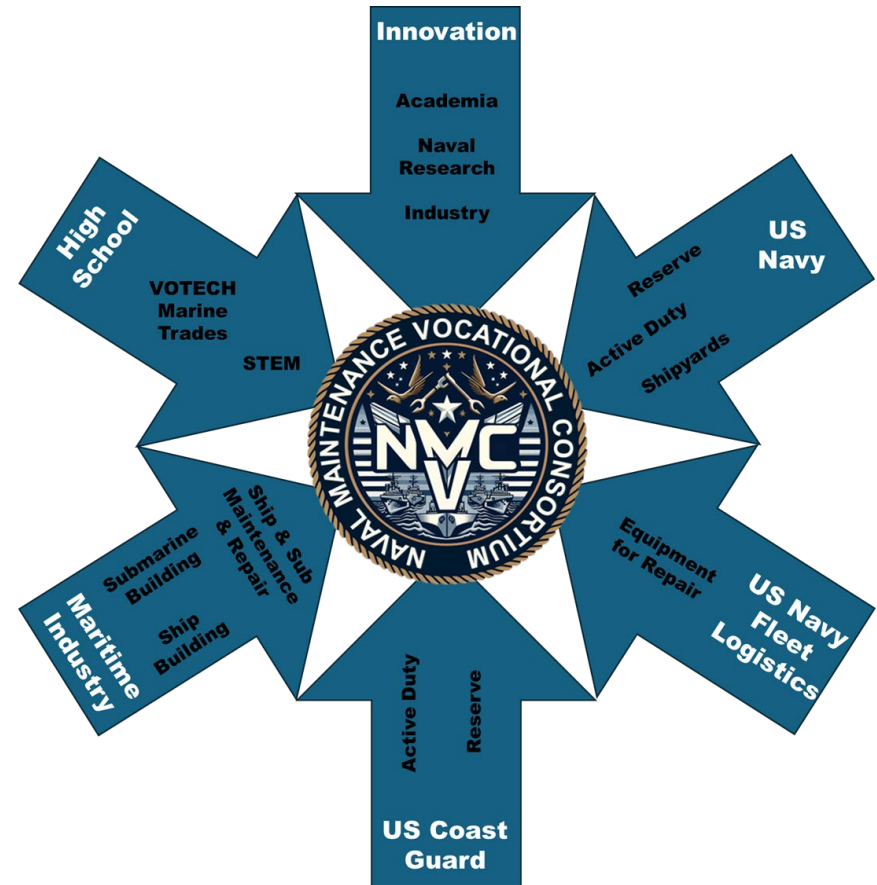 Innovation
Academia
Naval
Research
Industry
High
School
VOTECH
Marine
Trades
STEM
US
Navy
Reserve
Active Duty
Shipyards
NAVAL MAINTENANCE VOCATIONAL CONSORTIUM
NMVC
Maritime
Industry
Submarine
Building
Ship
Building
Ship & Sub
Maintenance
& Repair
Equipment
for Repair
US Navy
Fleet
Logistics
Active Duty
Reserve
US Coast
Guard